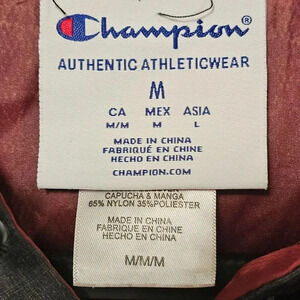 Champion
AUTHENTIC ATHLETICWEAR
M
CA MEX ASIA
M/M M L
MADE IN CHINA
FABRIQUÉ EN CHINE
HECHO EN CHINA
CHAMPION.COM
CAPUCHA & MANGA
65% NYLON 35%POLIESTER
MADE IN CHINA
FABRIQUE EN CHINE
HECHO EN CHINA
M/M/M